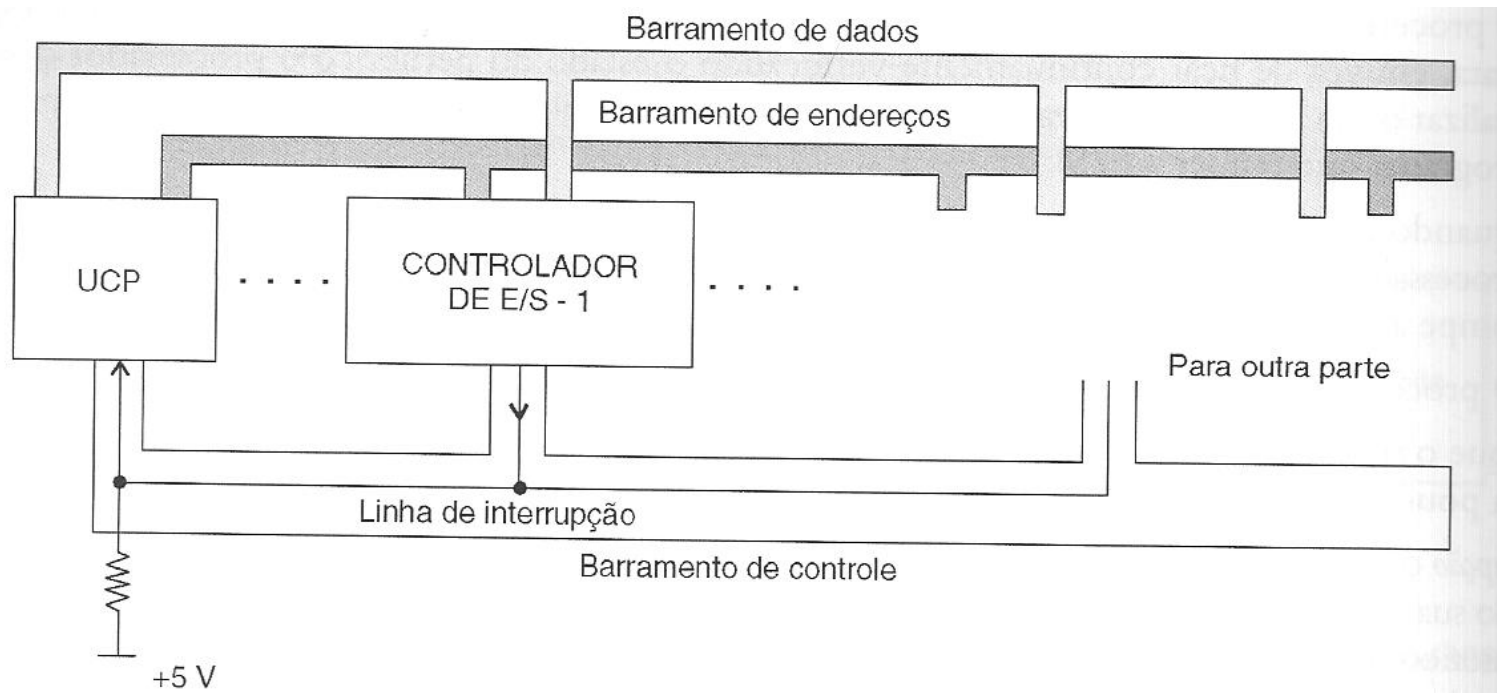 Barramento de dados
Barramento de endereços
UCP
CONTROLADOR
DE E/S - 1
Para outra parte
Linha de interrupção
Barramento de controle
+5 V